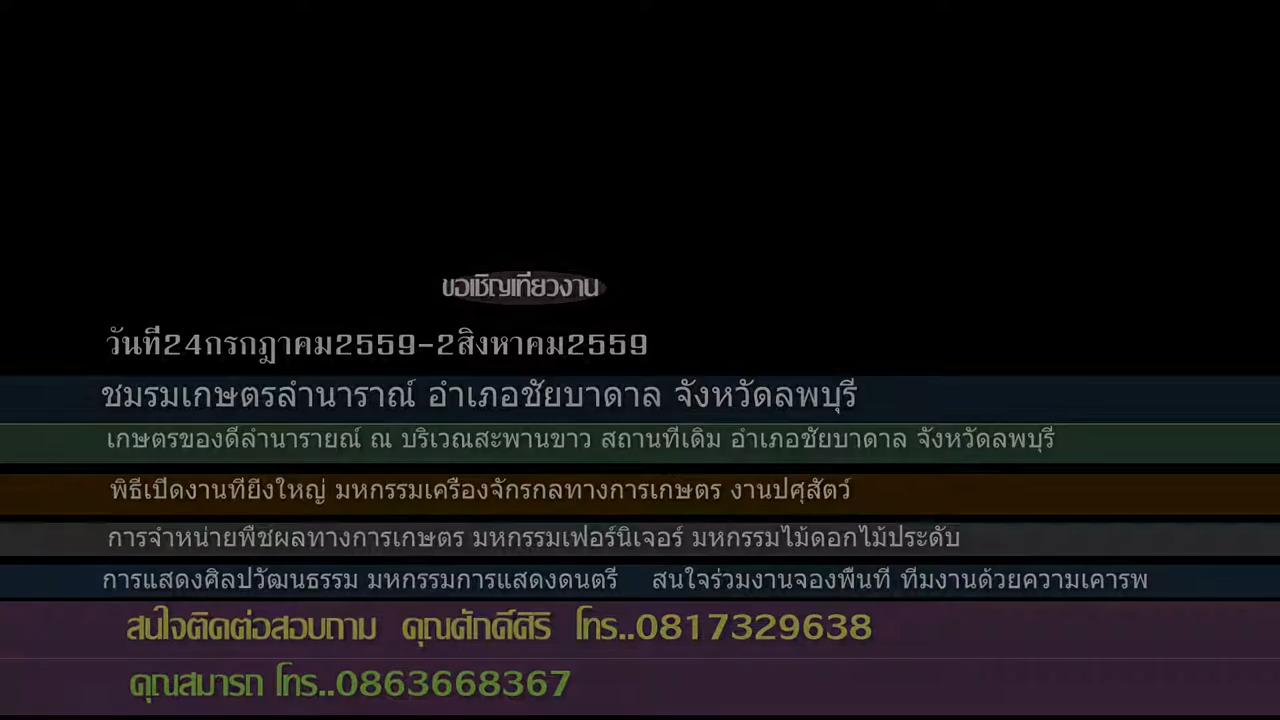 ขอเชิญเที่ยวงาน
วันที่24กรกฎาคม2559-2สิงหาคม2559
ชมรมเกษตรลำนาราณ์ อำเภอชัยบาดาล จังหวัดลพบุรี
เกษตรของดีลำนารายณ์ ณ บริเวณสะพานขาว สถานที่เดิม อำเภอชัยบาดาล จังหวัดลพบุรี
พิธีเปิดงานที่ยิ่งใหญ่ มหกรรมเครื่องจักรกลทางการเกษตร งานปศุสัตว์
การจำหน่ายพืชผลทางการเกษตร มหกรรมเฟอร์นิเจอร์ มหกรรมไม้ดอกไม้ประดับ
การแสดงศิลปวัฒนธรรม มหกรรมการแสดงดนตรี สนใจร่วมงานจองพื้นที่ ทีมงานด้วยความเคารพ
สนใจติดต่อสอบถาม คุณศักดิ์ศิริ โทร..0817329638
คุณสมารถ โทร..0863668367